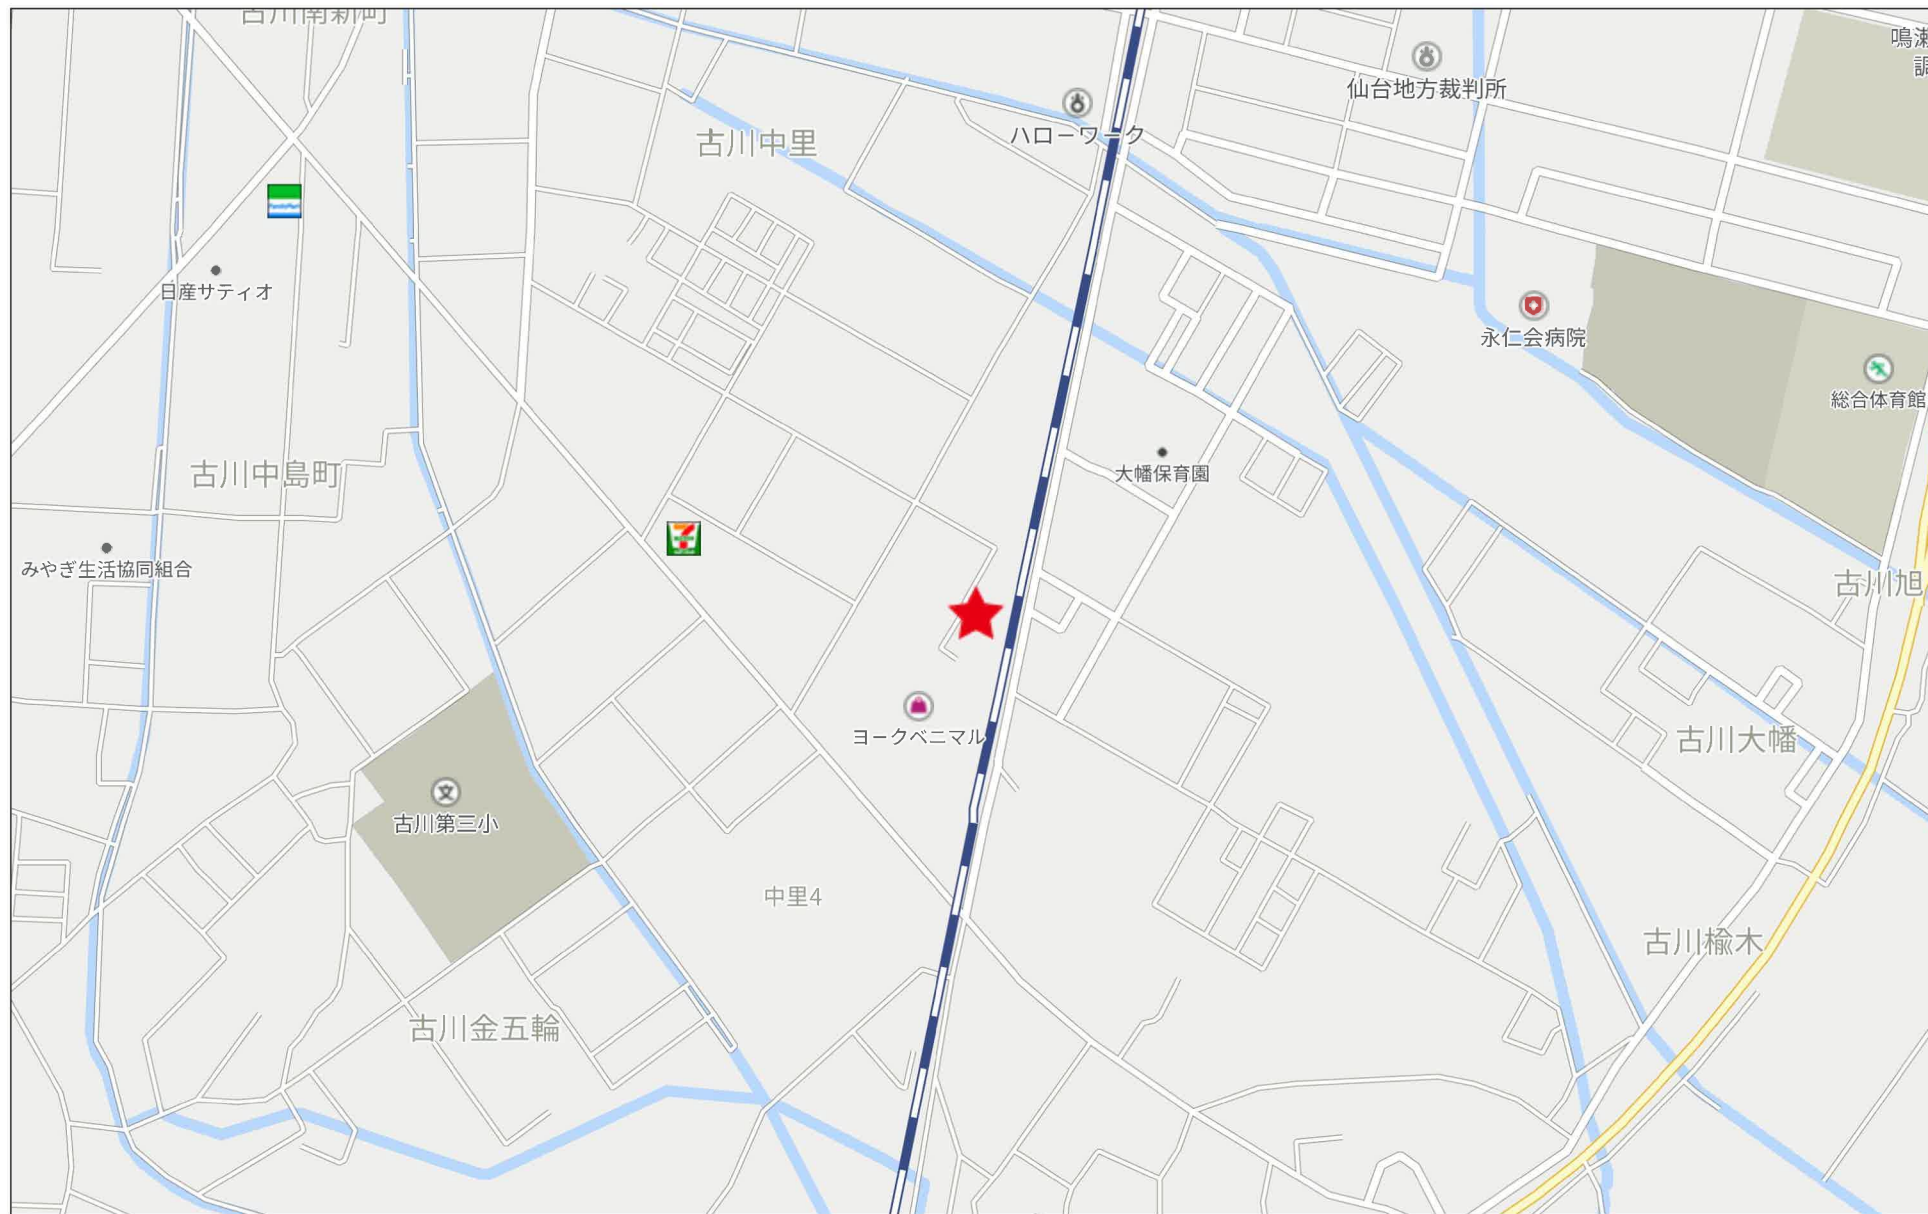 古川南新町
鳴瀬
調
仙台地方裁判所
ハローワーク
古川中里
FamilyMart
日産サティオ
永仁会病院
総合体育館
大幡保育園
古川中島町
みやぎ生活協同組合
古川旭
ヨークベニマル
古川大幡
古川第三小
中里4
古川楡木
古川金五輪